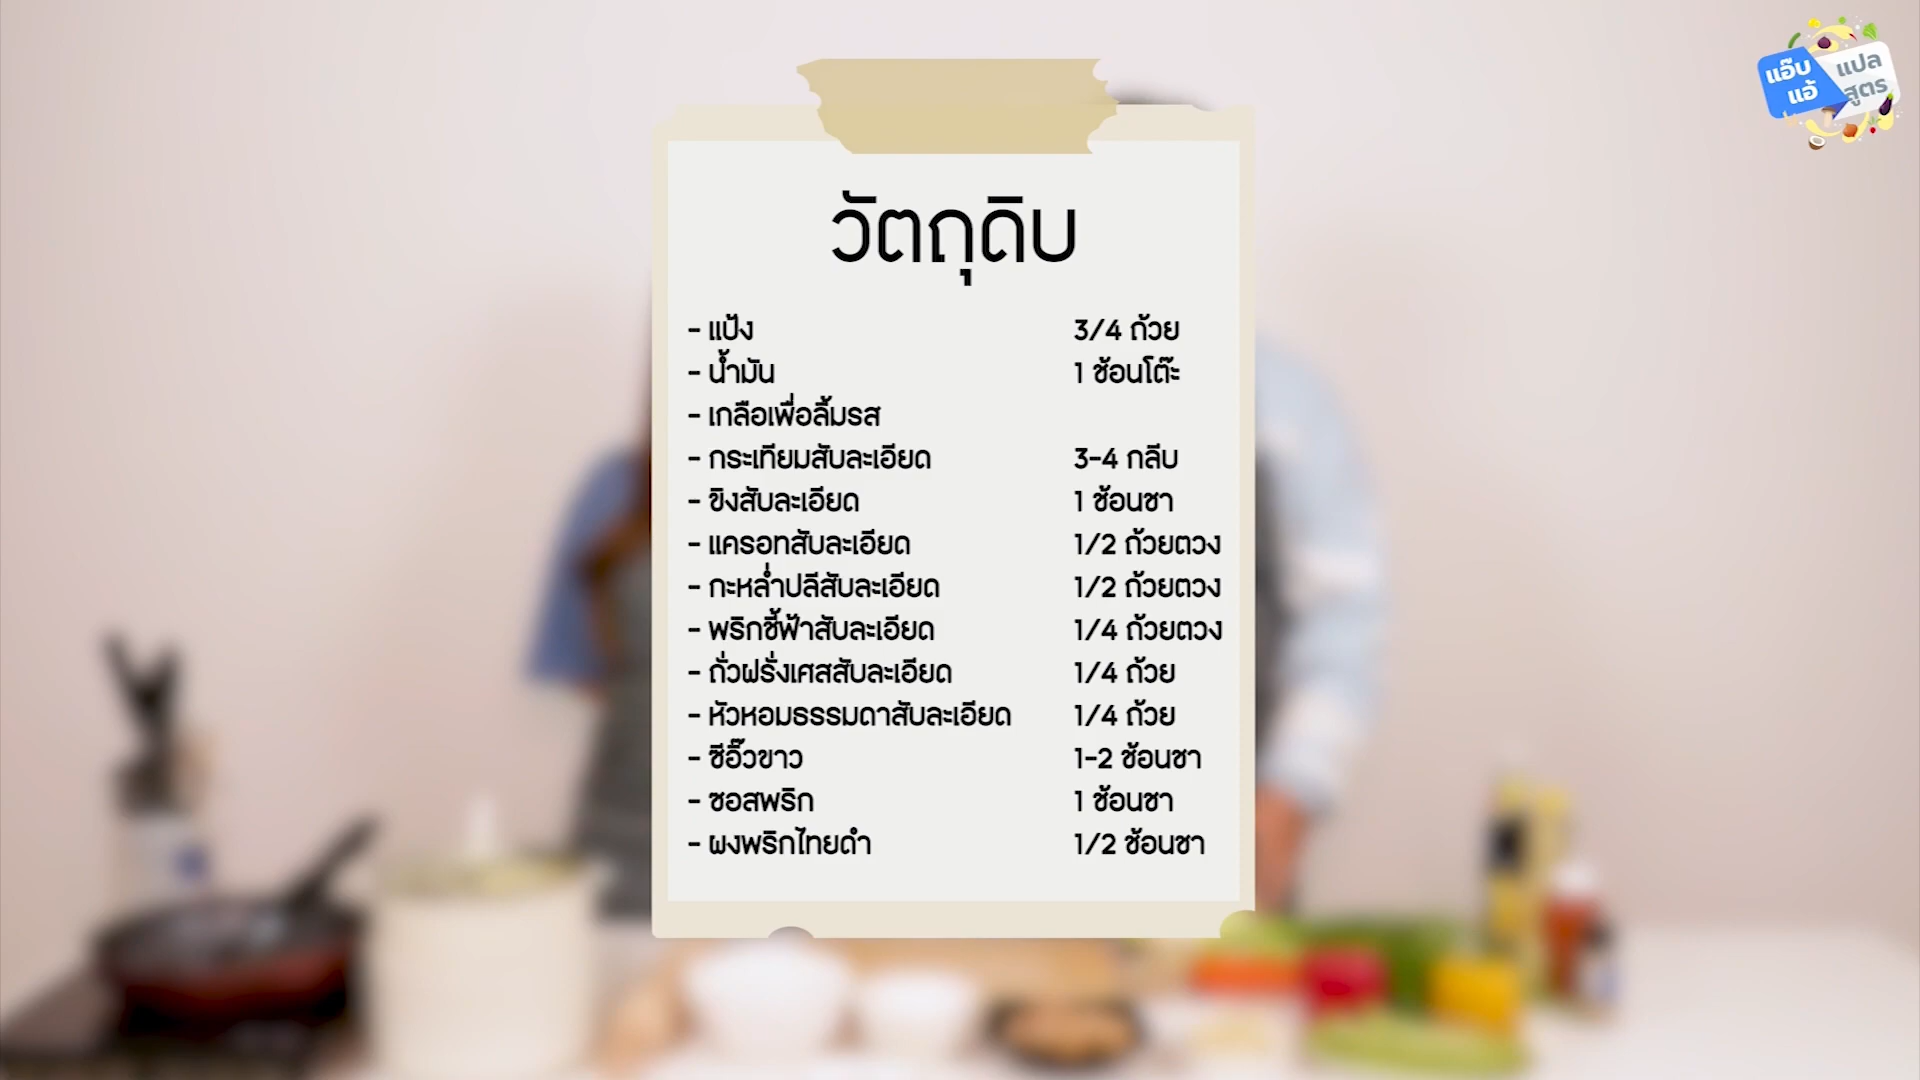 แอ๊บ
แอ้
แปล
สูตร
วัตถุดิบ
- แป้ง 3/4 ถ้วย
- น้ำมัน 1 ช้อนโต๊ะ
- เกลือเพื่อลิ้มรส
- กระเทียมสับละเอียด 3-4 กลีบ
- ขิงสับละเอียด 1 ช้อนชา
- แครอทสับละเอียด 1/2 ถ้วยตวง
- กะหล่ำปลีสับละเอียด 1/2 ถ้วยตวง
- พริกชี้ฟ้าสับละเอียด 1/4 ถ้วยตวง
- ถั่วฝรั่งเศสสับละเอียด 1/4 ถ้วย
- หัวหอมธรรมดาสับละเอียด 1/4 ถ้วย
- ซีอิ๊วขาว 1-2 ช้อนชา
- ซอสพริก 1 ช้อนชา
- ผงพริกไทยดำ 1/2 ช้อนชา